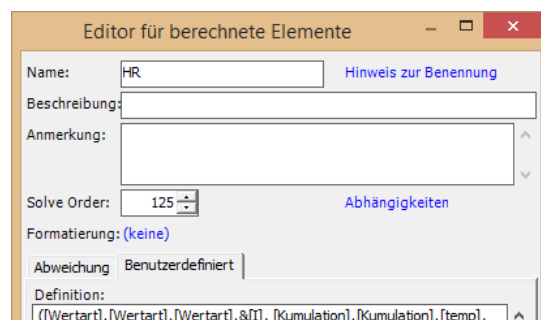 Editor für berechnete Elemente
Name: HR Hinweis zur Benennung
Beschreibung:
Anmerkung:
Solve Order: 125 Abhängigkeiten
Formatierung: (keine)
Abweichung Benutzerdefiniert
Definition:
([Wertart].[Wertart].[Wertart].&[I], [Kumulation].[Kumulation].[temp],